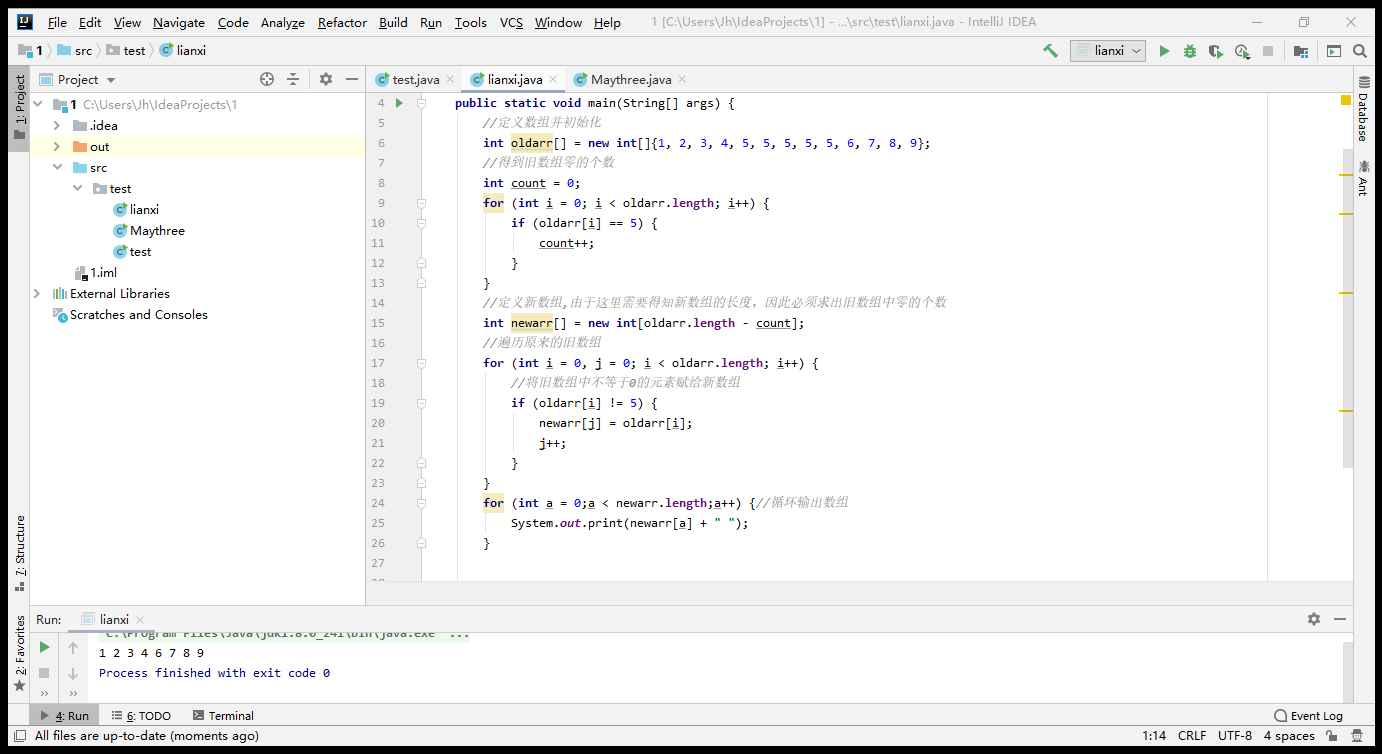 File Edit View Navigate Code Analyze Refactor Build Run Tools VCS Window Help 1 [C:\Users\Jh\IdeaProjects\1] - ...\src\test\lianxi.java - IntelliJ IDEA
1 src test lianxi
lianxi
1: Project
Project
test.java lianxi.java Maythree.java
1 C:\Users\Jh\IdeaProjects\1
.idea
out
src
test
lianxi
Maythree
test
1.iml
External Libraries
Scratches and Consoles
4 public static void main(String[] args) {
5 //定义数组并初始化
6 int oldarr[] = new int[]{1, 2, 3, 4, 5, 5, 5, 5, 5, 6, 7, 8, 9};
7 //得到旧数组零的个数
8 int count = 0;
9 for (int i = 0; i < oldarr.length; i++) {
10 if (oldarr[i] == 5) {
11 count++;
12 }
13 }
14 //定义新数组,由于这里需要得知新数组的长度，因此必须求出旧数组中零的个数
15 int newarr[] = new int[oldarr.length - count];
16 //遍历原来的旧数组
17 for (int i = 0, j = 0; i < oldarr.length; i++) {
18 //将旧数组中不等于0的元素赋给新数组
19 if (oldarr[i] != 5) {
20 newarr[j] = oldarr[i];
21 j++;
22 }
23 }
24 for (int a = 0;a < newarr.length;a++) {//循环输出数组
25 System.out.print(newarr[a] + " ");
26 }
27
Database
Ant
7: Structure
2: Favorites
Run: lianxi
"C:\Program Files\Java\jdk1.8.0_241\bin\java.exe" ...
1 2 3 4 6 7 8 9
Process finished with exit code 0
4: Run 6: TODO Terminal Event Log
All files are up-to-date (moments ago) 1:14 CRLF UTF-8 4 spaces